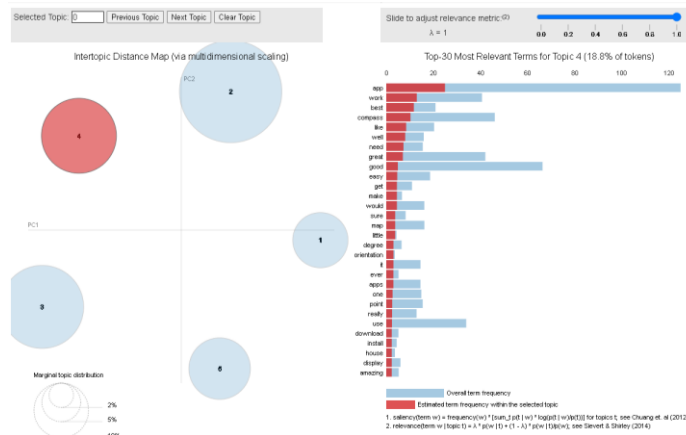 Selected Topic: 0 Previous Topic Next Topic Clear Topic
Slide to adjust relevance metric:(2)
λ = 1
0.0 0.2 0.4 0.6 0.8 1.0
Intertopic Distance Map (via multidimensional scaling)
PC2
PC1
2
4
1
3
Marginal topic distribution
2%
5%
10%
Top-30 Most Relevant Terms for Topic 4 (18.8% of tokens)
0 20 40 60 80 100 120
app
work
best
compass
like
well
need
great
good
easy
get
make
would
sure
map
little
degree
orientation
it
ever
apps
one
point
really
use
download
install
house
display
amazing
Overall term frequency
Estimated term frequency within the selected topic
1. saliency(term w) = frequency(w) * [sum_t p(t | w) * log(p(t | w)/p(t))] for topics t; see Chuang et. al (2012
2. relevance(term w | topic t) = λ * p(w | t) + (1 - λ) * p(w | t)/p(w); see Sievert & Shirley (2014)